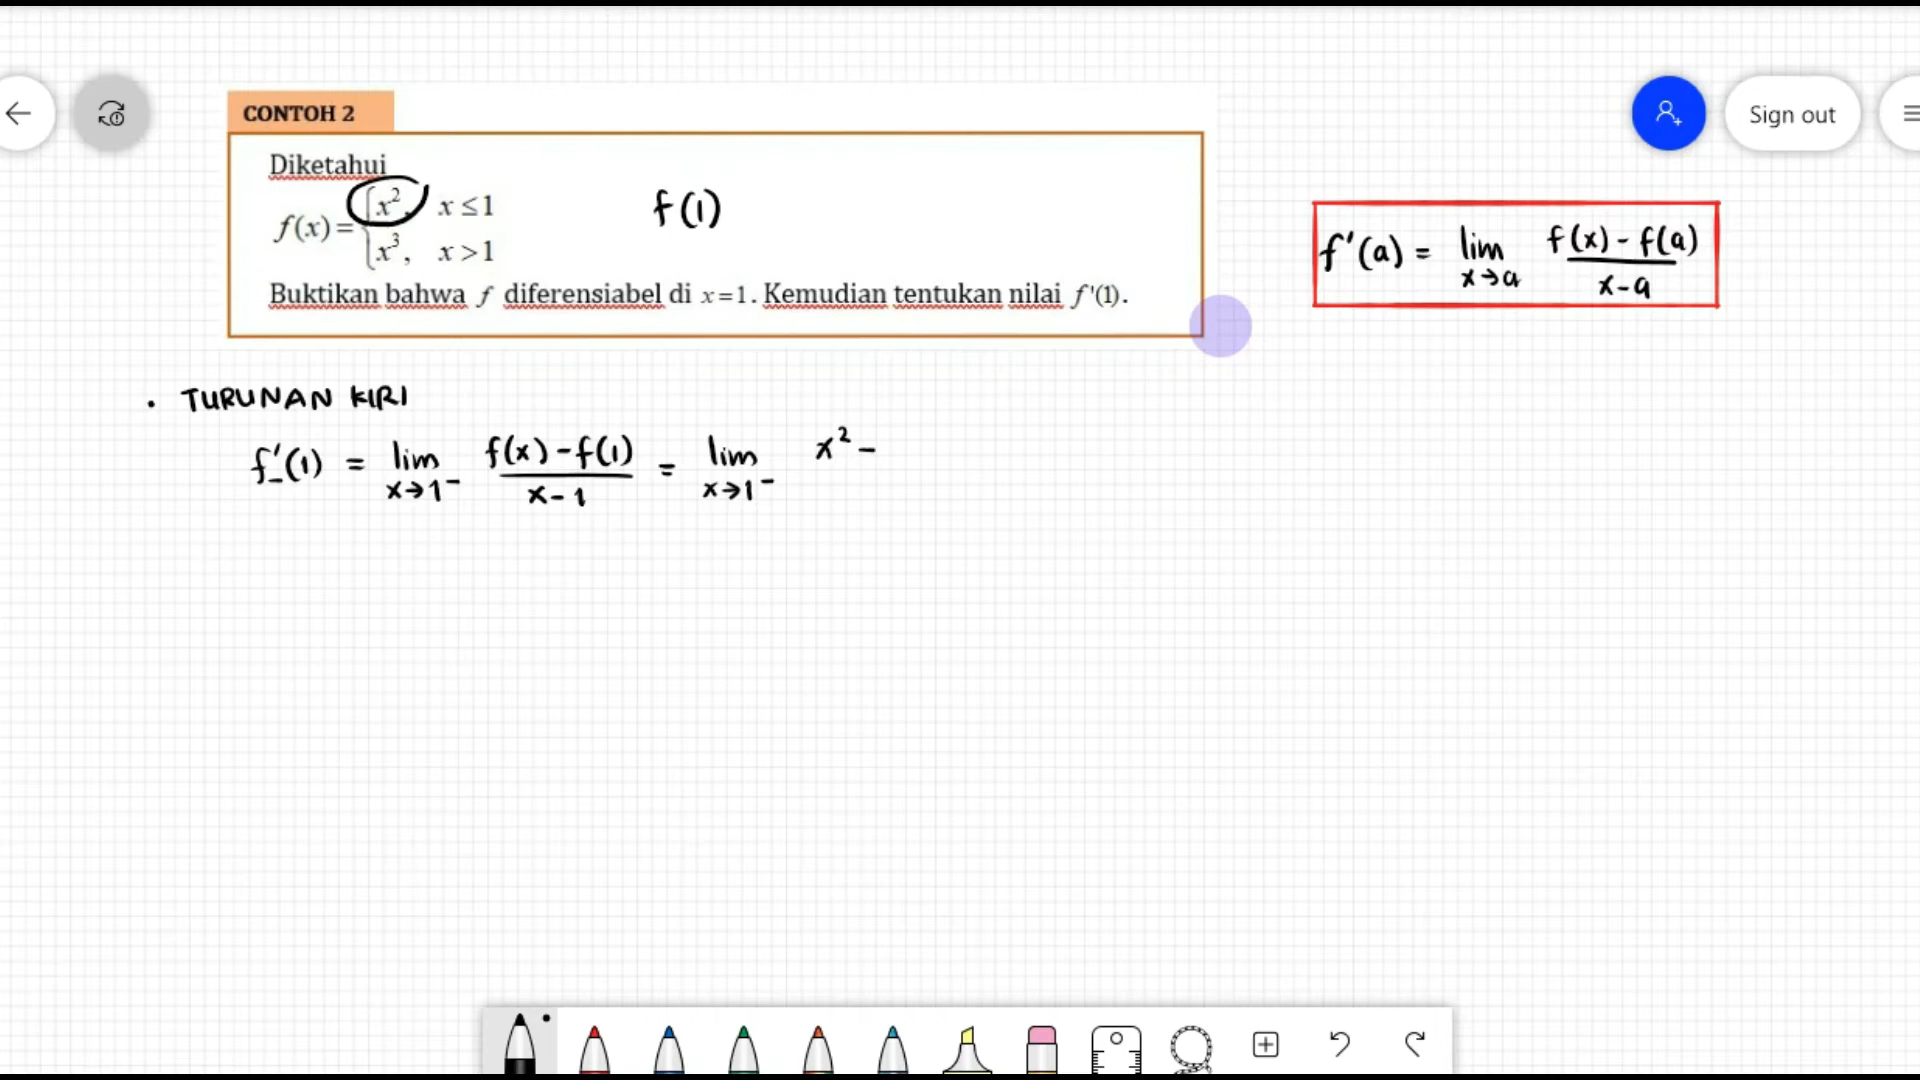 Sign out
CONTOH 2
Diketahui
f(x) = { x², x ≤ 1
x³, x > 1
f(1)
Buktikan bahwa f diferensiabel di x = 1. Kemudian tentukan nilai f'(1).
f'(a) = lim x→a f(x) - f(a) / x - a
• TURUNAN KIRI
f'₋(1) = lim x→1⁻ f(x) - f(1) / x - 1 = lim x→1⁻ x² -